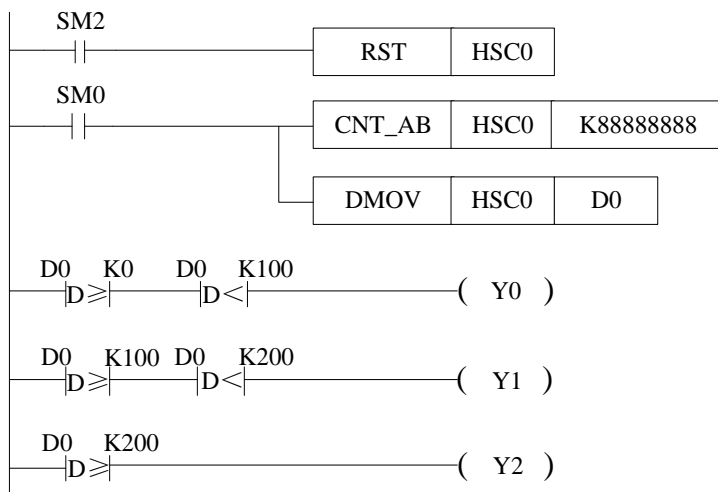 SM2
RST HSC0
SM0
CNT_AB HSC0 K88888888
DMOV HSC0 D0
D0 K0 D0 K100
D≥ D< ( Y0 )
D0 K100 D0 K200
D≥ D< ( Y1 )
D0 K200
D≥ ( Y2 )